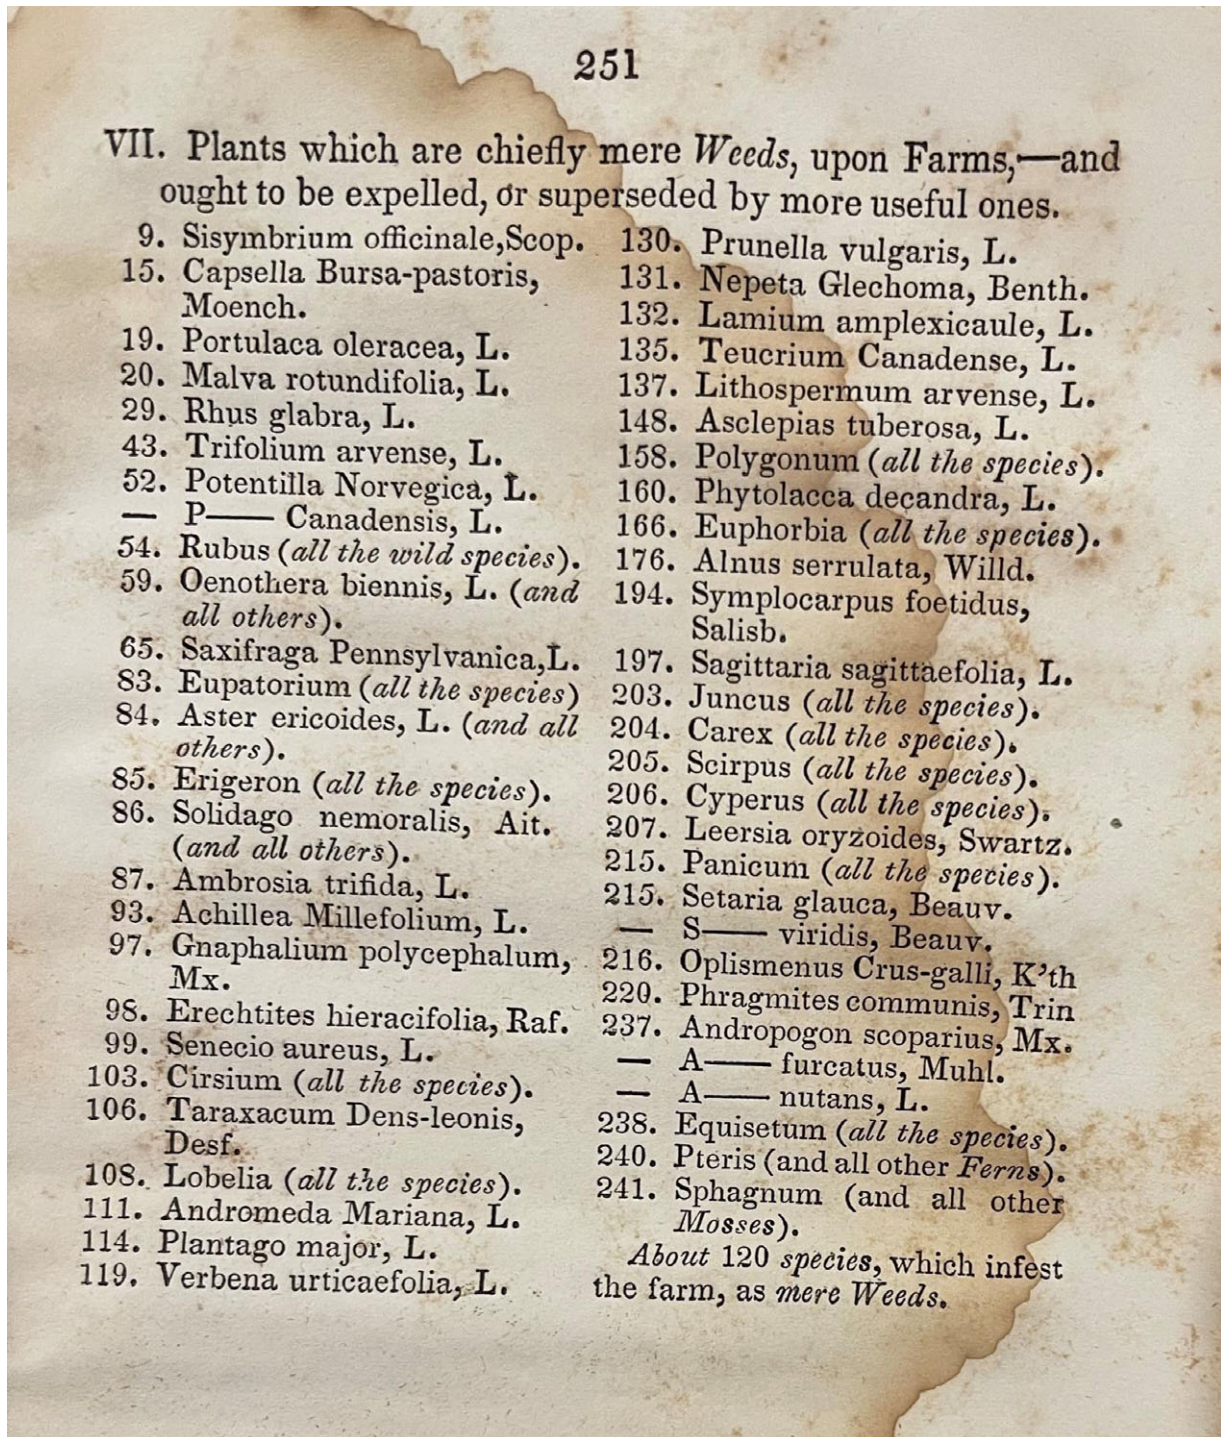 251
VII. Plants which are chiefly mere Weeds, upon Farms,—and
ought to be expelled, or superseded by more useful ones.
9. Sisymbrium officinale,Scop.
15. Capsella Bursa-pastoris,
Moench.
19. Portulaca oleracea, L.
20. Malva rotundifolia, L.
29. Rhus glabra, L.
43. Trifolium arvense, L.
52. Potentilla Norvegica, L.
— P—— Canadensis, L.
54. Rubus (all the wild species).
59. Oenothera biennis, L. (and
all others).
65. Saxifraga Pennsylvanica,L.
83. Eupatorium (all the species)
84. Aster ericoides, L. (and all
others).
85. Erigeron (all the species).
86. Solidago nemoralis, Ait.
(and all others).
87. Ambrosia trifida, L.
93. Achillea Millefolium, L.
97. Gnaphalium polycephalum,
Mx.
98. Erechtites hieracifolia, Raf.
99. Senecio aureus, L.
103. Cirsium (all the species).
106. Taraxacum Dens-leonis,
Desf.
108. Lobelia (all the species).
111. Andromeda Mariana, L.
114. Plantago major, L.
119. Verbena urticaefolia, L.
130. Prunella vulgaris, L.
131. Nepeta Glechoma, Benth.
132. Lamium amplexicaule, L.
135. Teucrium Canadense, L.
137. Lithospermum arvense, L.
148. Asclepias tuberosa, L.
158. Polygonum (all the species).
160. Phytolacca decandra, L.
166. Euphorbia (all the species).
176. Alnus serrulata, Willd.
194. Symplocarpus foetidus,
Salisb.
197. Sagittaria sagittaefolia, L.
203. Juncus (all the species).
204. Carex (all the species).
205. Scirpus (all the species).
206. Cyperus (all the species).
207. Leersia oryzoides, Swartz.
215. Panicum (all the species).
215. Setaria glauca, Beauv.
— S—— viridis, Beauv.
216. Oplismenus Crus-galli, K'th
220. Phragmites communis, Trin
237. Andropogon scoparius, Mx.
— A—— furcatus, Muhl.
— A—— nutans, L.
238. Equisetum (all the species).
240. Pteris (and all other Ferns).
241. Sphagnum (and all other
Mosses).
About 120 species, which infest
the farm, as mere Weeds.